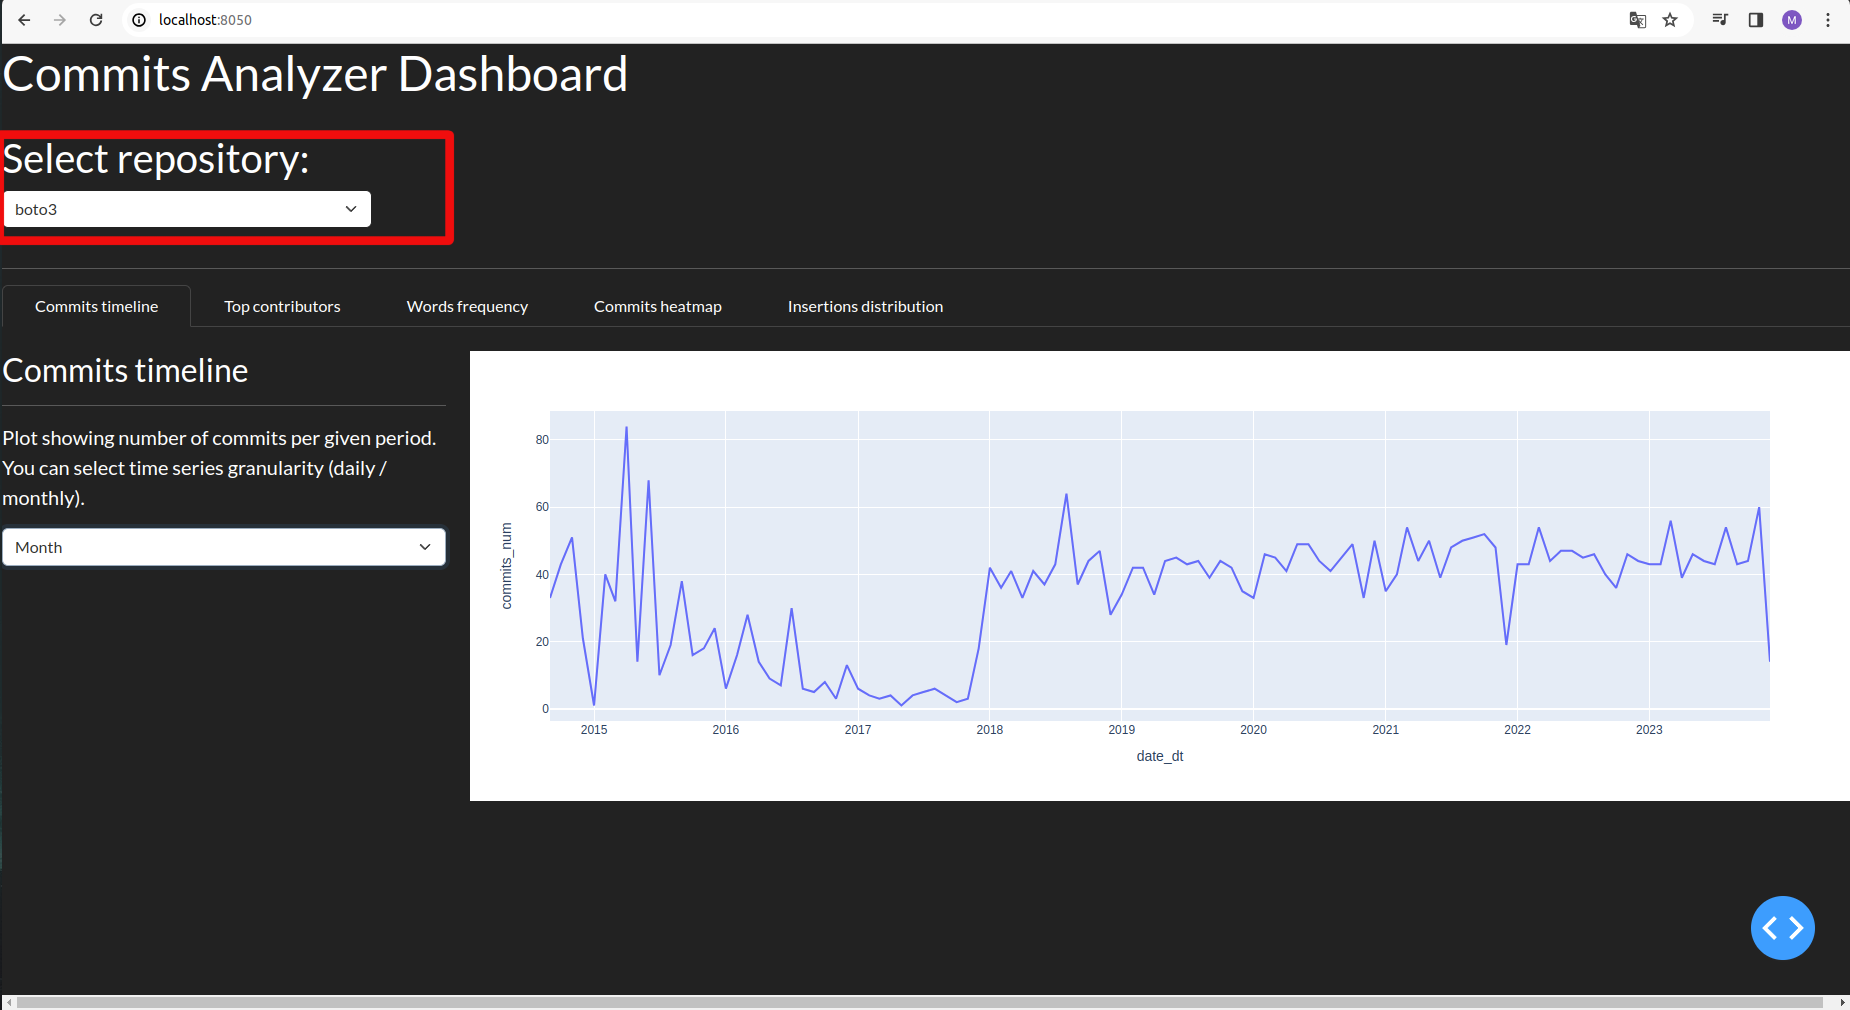 localhost:8050
M
Commits Analyzer Dashboard
Select repository:
boto3
Commits timeline Top contributors Words frequency Commits heatmap Insertions distribution
Commits timeline
Plot showing number of commits per given period.
You can select time series granularity (daily /
monthly).
Month
80
60
40
20
0
commits_num
2015 2016 2017 2018 2019 2020 2021 2022 2023
date_dt